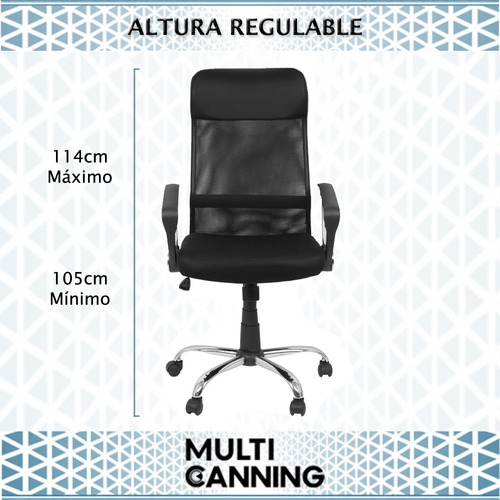 ALTURA REGULABLE
114cm
Máximo
105cm
Mínimo
MULTI
CANNING